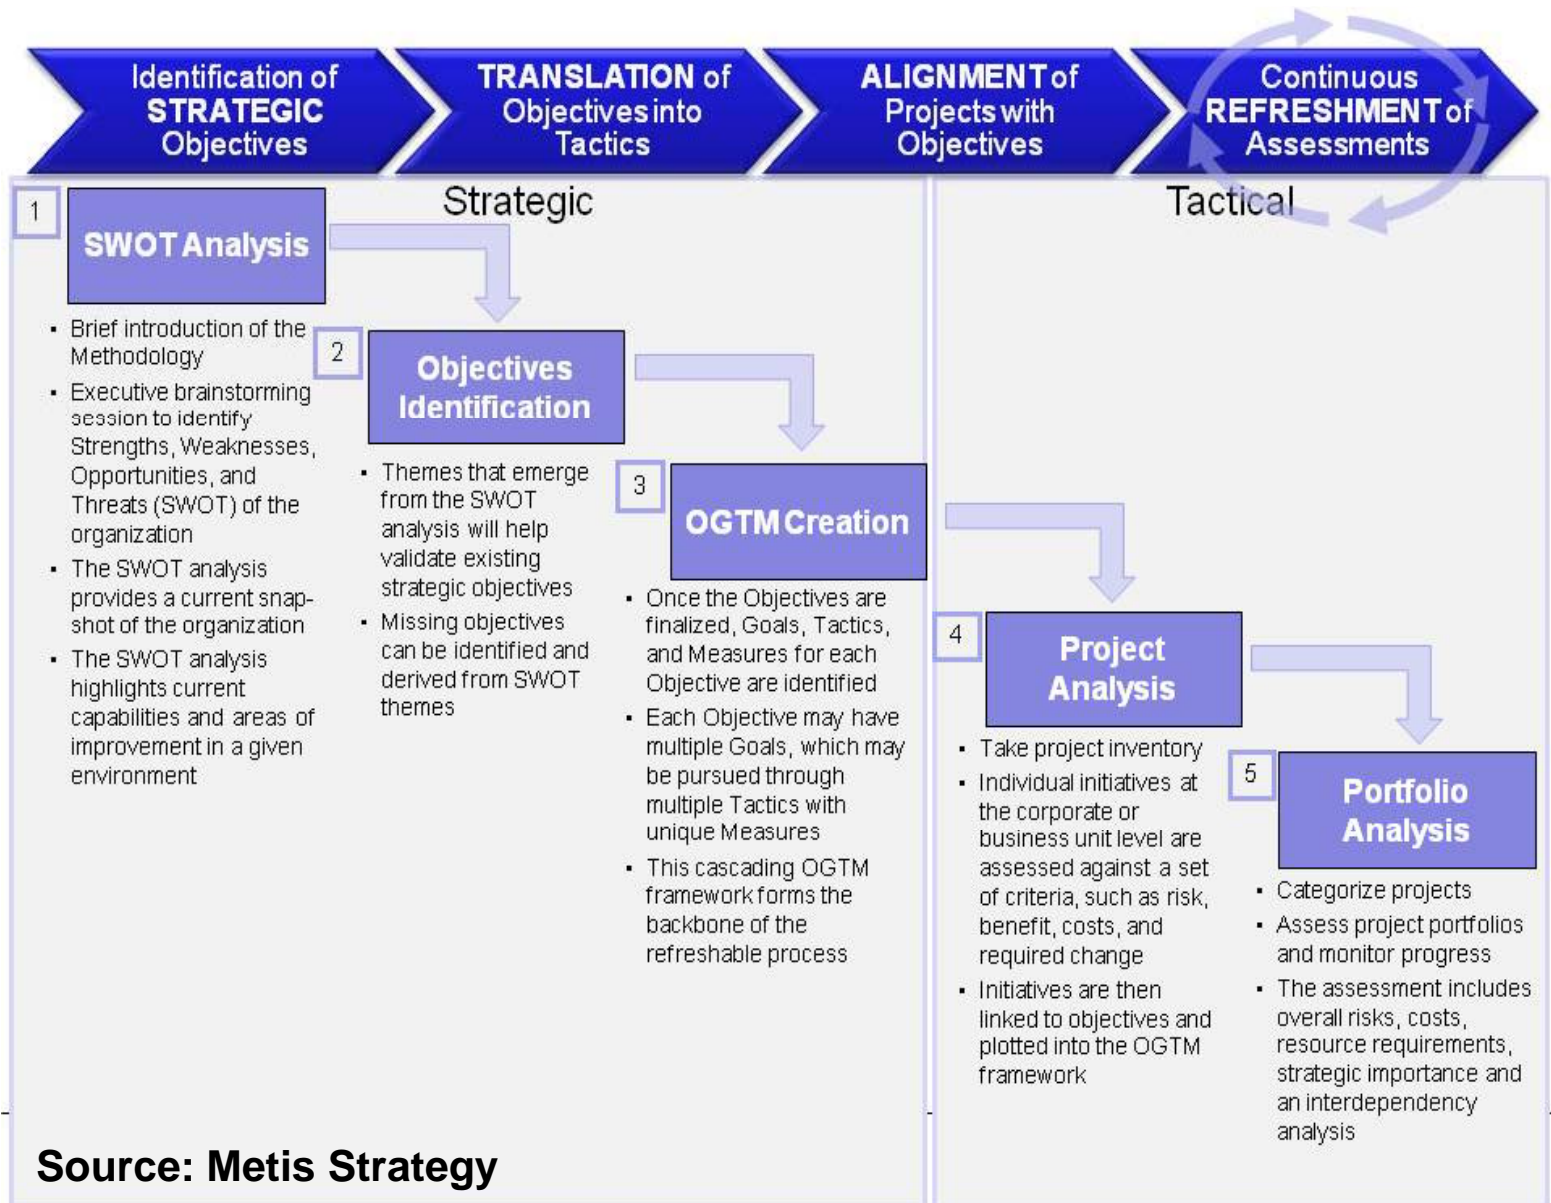 Identification of
STRATEGIC
Objectives
TRANSLATION of
Objectives into
Tactics
ALIGNMENT of
Projects with
Objectives
Continuous
REFRESHMENT of
Assessments
Strategic
Tactical
1
SWOT Analysis
▪ Brief introduction of the
Methodology
▪ Executive brainstorming
session to identify
Strengths, Weaknesses,
Opportunities, and
Threats (SWOT) of the
organization
▪ The SWOT analysis
provides a current snap-
shot of the organization
▪ The SWOT analysis
highlights current
capabilities and areas of
improvement in a given
environment
2
Objectives
Identification
▪ Themes that emerge
from the SWOT
analysis will help
validate existing
strategic objectives
▪ Missing objectives
can be identified and
derived from SWOT
themes
3
OGTM Creation
▪ Once the Objectives are
finalized, Goals, Tactics,
and Measures for each
Objective are identified
▪ Each Objective may have
multiple Goals, which may
be pursued through
multiple Tactics with
unique Measures
▪ This cascading OGTM
framework forms the
backbone of the
refreshable process
4
Project
Analysis
▪ Take project inventory
▪ Individual initiatives at
the corporate or
business unit level are
assessed against a set
of criteria, such as risk,
benefit, costs, and
required change
▪ Initiatives are then
linked to objectives and
plotted into the OGTM
framework
5
Portfolio
Analysis
▪ Categorize projects
▪ Assess project portfolios
and monitor progress
▪ The assessment includes
overall risks, costs,
resource requirements,
strategic importance and
an interdependency
analysis
Source: Metis Strategy